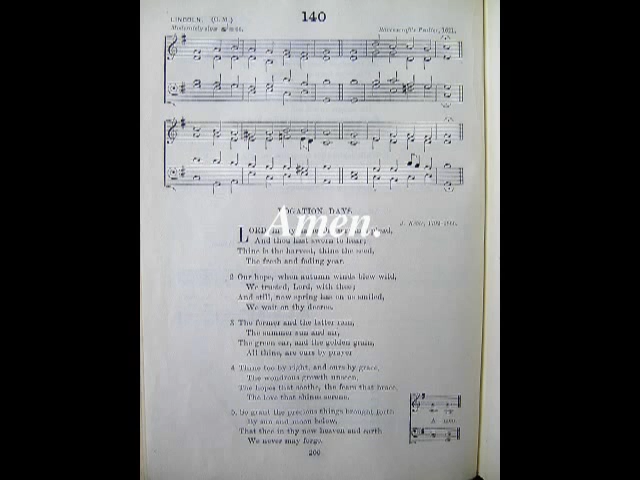 140
LINCOLN. (C.M.)
Ravenscroft's Psalter, 1621.
Moderately slow
ROGATION DAYS
LORD, in thy name
And thou hast sworn to hear;
Thine is the harvest, thine the seed,
The fresh and fading year.
Amen.
2 Our hope, when autumn winds blew wild,
We trusted, Lord, with thee;
And still, now spring has on us smiled,
We wait on thy decree.
3 The former and the latter rain,
The summer sun and air,
The green ear, and the golden grain,
All thine, are ours by prayer
4 Thine too by right, and ours by grace,
The wondrous growth unseen,
The hopes that soothe, the fears that brace,
The love that shines serene.
5. So grant the precious things brought forth
By sun and moon below,
That thee in thy new heaven and earth
We never may forgo.
A - men
200